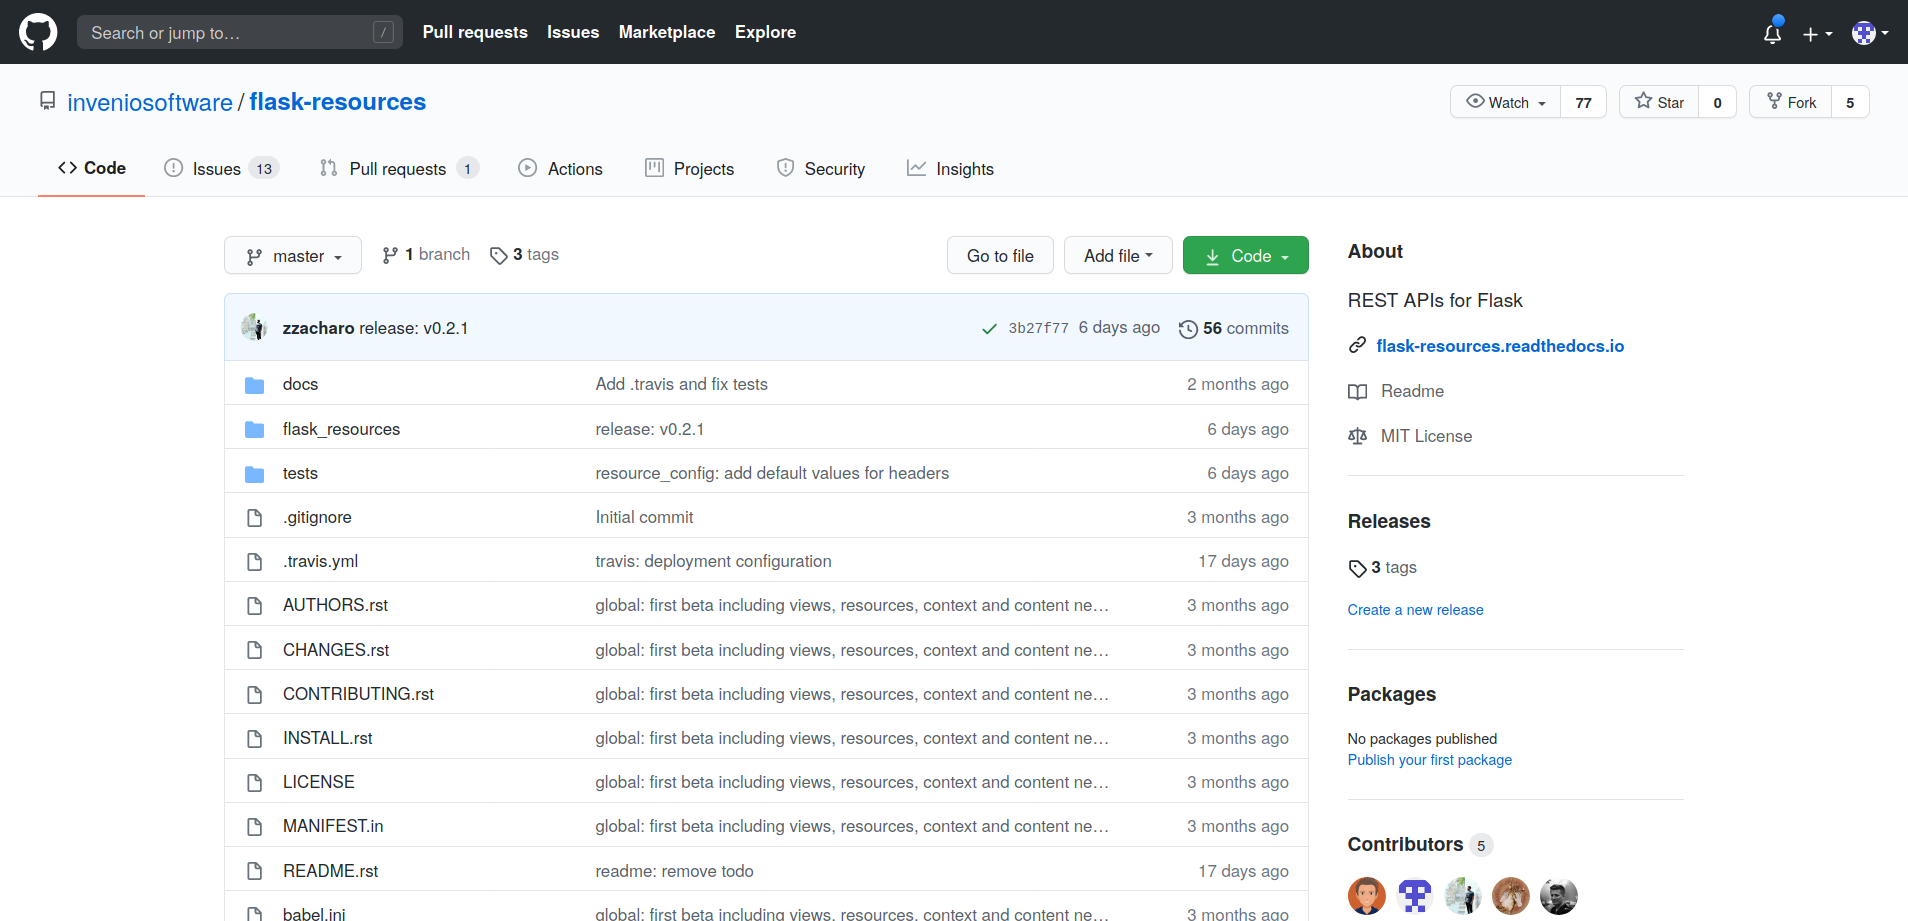 Search or jump to… /
Pull requests Issues Marketplace Explore
inveniosoftware / flask-resources
Watch 77 Star 0 Fork 5
Code Issues 13 Pull requests 1 Actions Projects Security Insights
master 1 branch 3 tags Go to file Add file Code
zzacharo release: v0.2.1 3b27f77 6 days ago 56 commits
docs Add .travis and fix tests 2 months ago
flask_resources release: v0.2.1 6 days ago
tests resource_config: add default values for headers 6 days ago
.gitignore Initial commit 3 months ago
.travis.yml travis: deployment configuration 17 days ago
AUTHORS.rst global: first beta including views, resources, context and content ne… 3 months ago
CHANGES.rst global: first beta including views, resources, context and content ne… 3 months ago
CONTRIBUTING.rst global: first beta including views, resources, context and content ne… 3 months ago
INSTALL.rst global: first beta including views, resources, context and content ne… 3 months ago
LICENSE global: first beta including views, resources, context and content ne… 3 months ago
MANIFEST.in global: first beta including views, resources, context and content ne… 3 months ago
README.rst readme: remove todo 17 days ago
babel.ini global: first beta including views, resources, context and content ne… 3 months ago
About
REST APIs for Flask
flask-resources.readthedocs.io
Readme
MIT License
Releases
3 tags
Create a new release
Packages
No packages published
Publish your first package
Contributors 5